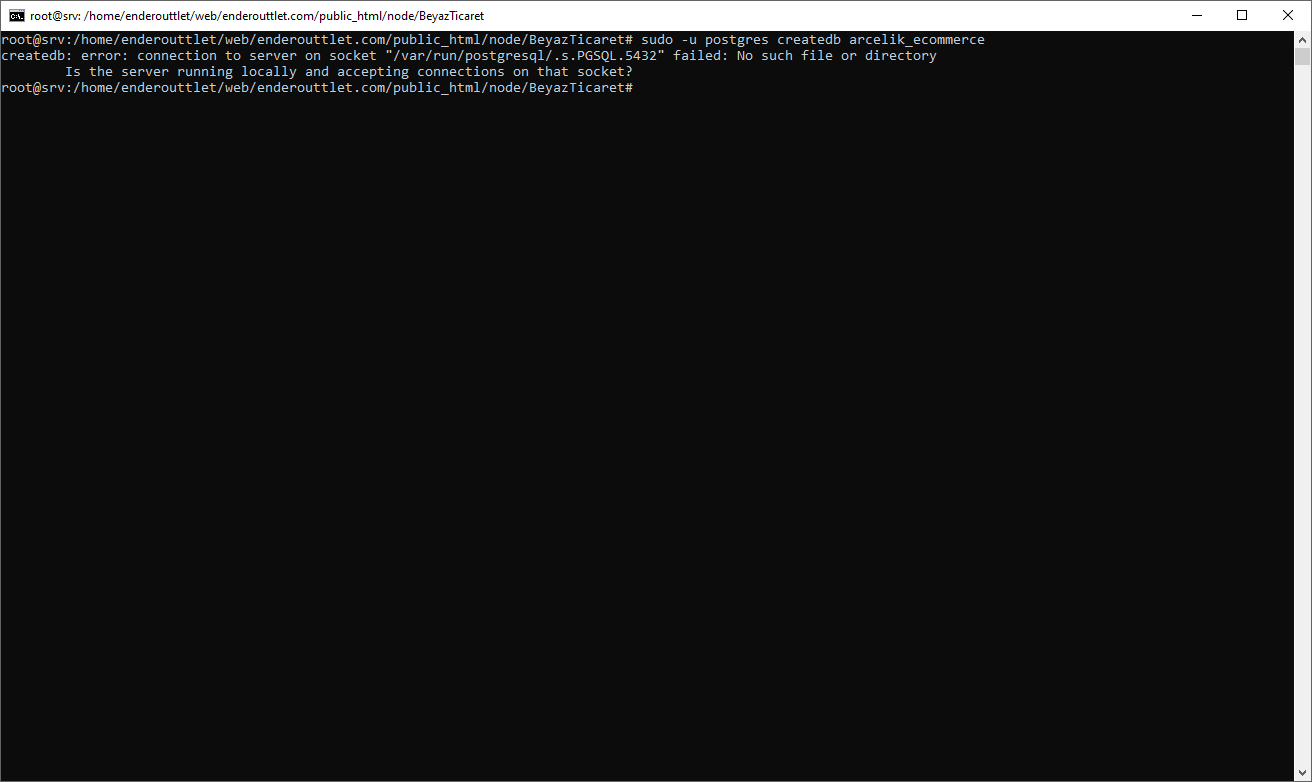 root@srv: /home/enderouttlet/web/enderouttlet.com/public_html/node/BeyazTicaret
root@srv:/home/enderouttlet/web/enderouttlet.com/public_html/node/BeyazTicaret# sudo -u postgres createdb arcelik_ecommerce
createdb: error: connection to server on socket "/var/run/postgresql/.s.PGSQL.5432" failed: No such file or directory
        Is the server running locally and accepting connections on that socket?
root@srv:/home/enderouttlet/web/enderouttlet.com/public_html/node/BeyazTicaret#